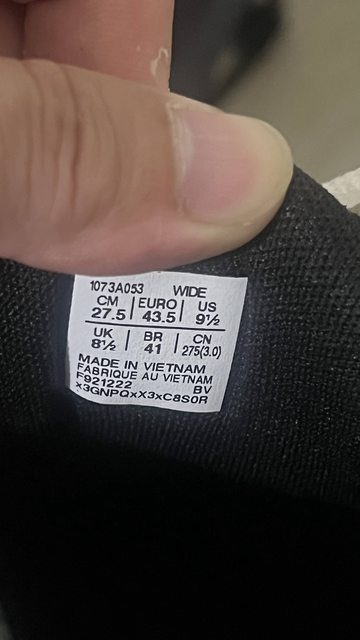 1073A053 WIDE
CM | EURO | US
27.5 | 43.5 | 9½
UK | BR | CN
8½ | 41 | 275(3.0)
MADE IN VIETNAM
FABRIQUE AU VIETNAM
F921222 BV
x3GNPQxX3xC8S0R